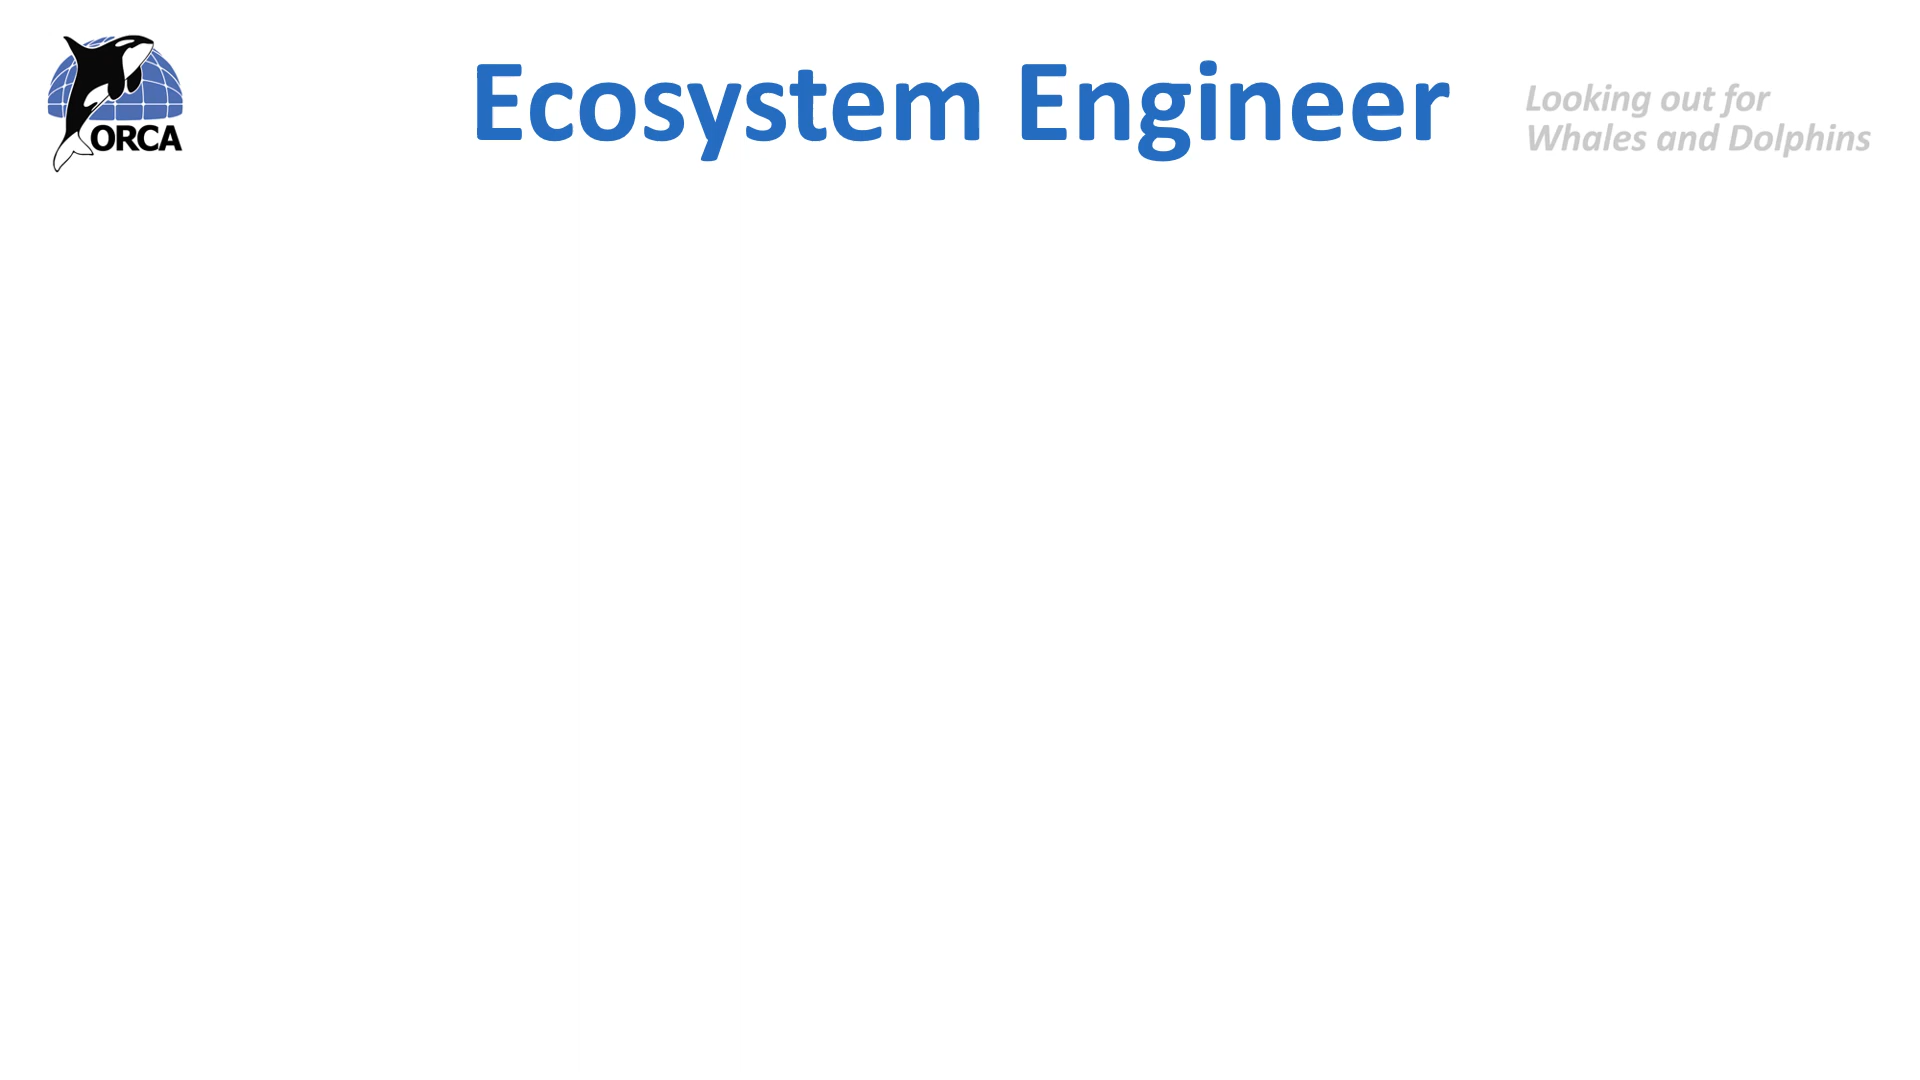 ORCA
Ecosystem Engineer
Looking out for
Whales and Dolphins